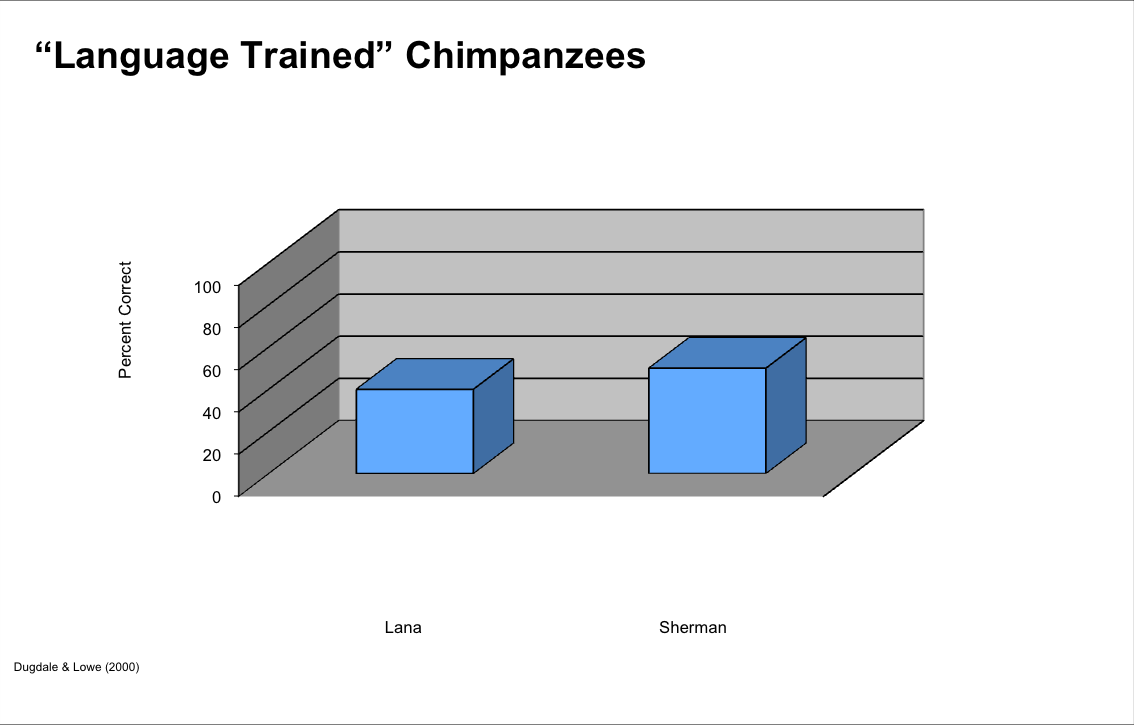 “Language Trained” Chimpanzees
Percent Correct
100
80
60
40
20
0
Lana Sherman
Dugdale & Lowe (2000)